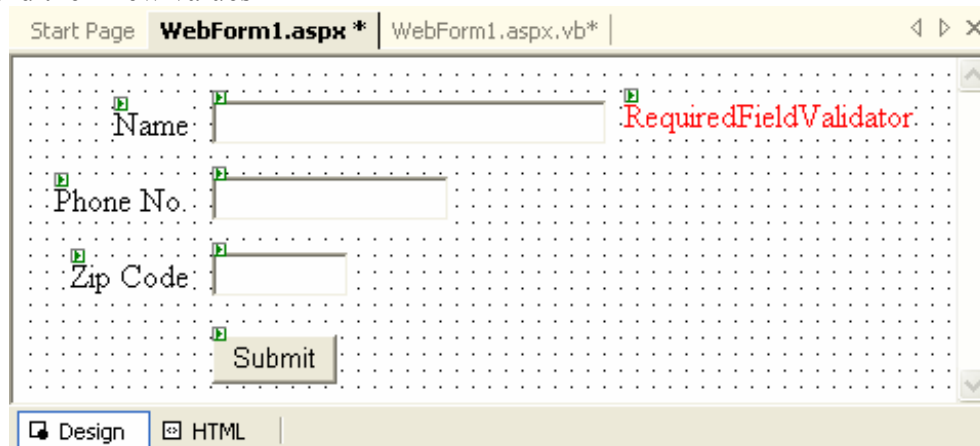 Start Page WebForm1.aspx * WebForm1.aspx.vb*
Name RequiredFieldValidator
Phone No.
Zip Code
Submit
Design HTML